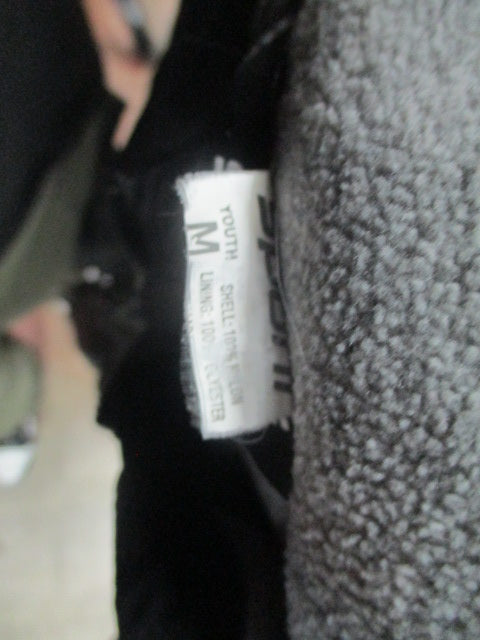 YOUTH
M
SHELL-100% NYLON
LINING: 100% POLYESTER